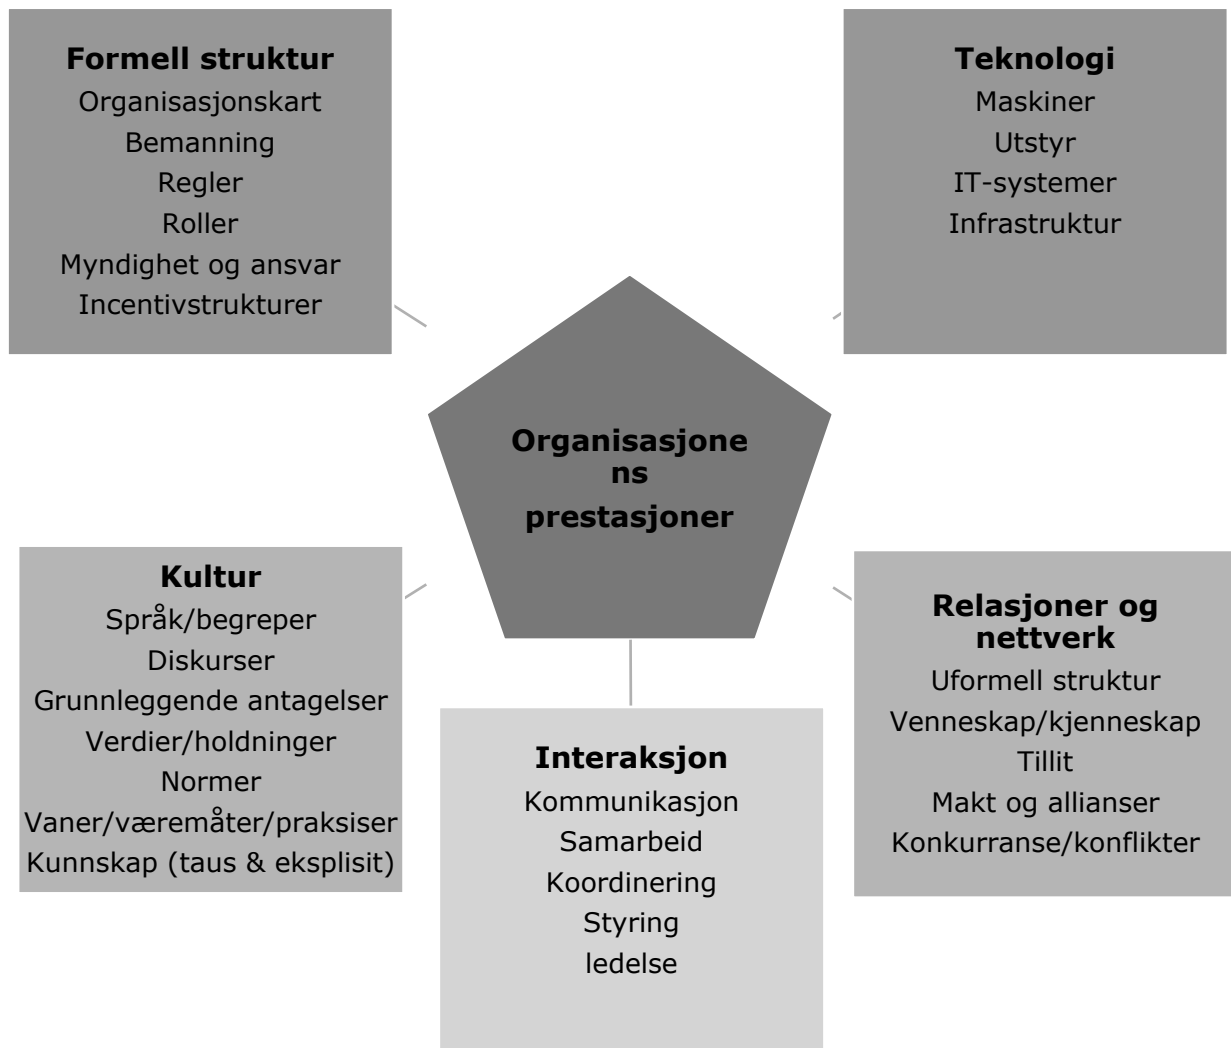 Formell struktur
Organisasjonskart
Bemanning
Regler
Roller
Myndighet og ansvar
Incentivstrukturer
Teknologi
Maskiner
Utstyr
IT-systemer
Infrastruktur
Organisasjone
ns
prestasjoner
Kultur
Språk/begreper
Diskurser
Grunnleggende antagelser
Verdier/holdninger
Normer
Vaner/væremåter/praksiser
Kunnskap (taus & eksplisit)
Interaksjon
Kommunikasjon
Samarbeid
Koordinering
Styring
ledelse
Relasjoner og
nettverk
Uformell struktur
Venneskap/kjenneskap
Tillit
Makt og allianser
Konkurranse/konflikter